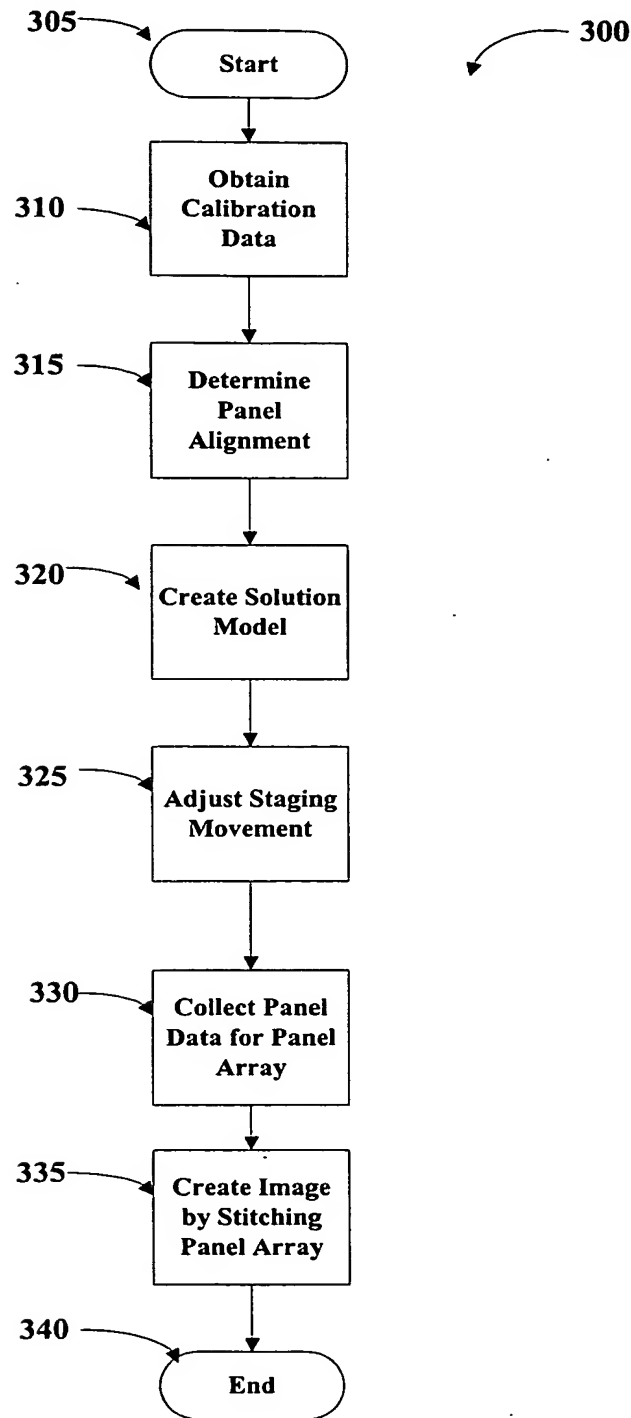 305
Start
300
310
Obtain
Calibration
Data
315
Determine
Panel
Alignment
320
Create Solution
Model
325
Adjust Staging
Movement
330
Collect Panel
Data for Panel
Array
335
Create Image
by Stitching
Panel Array
340
End